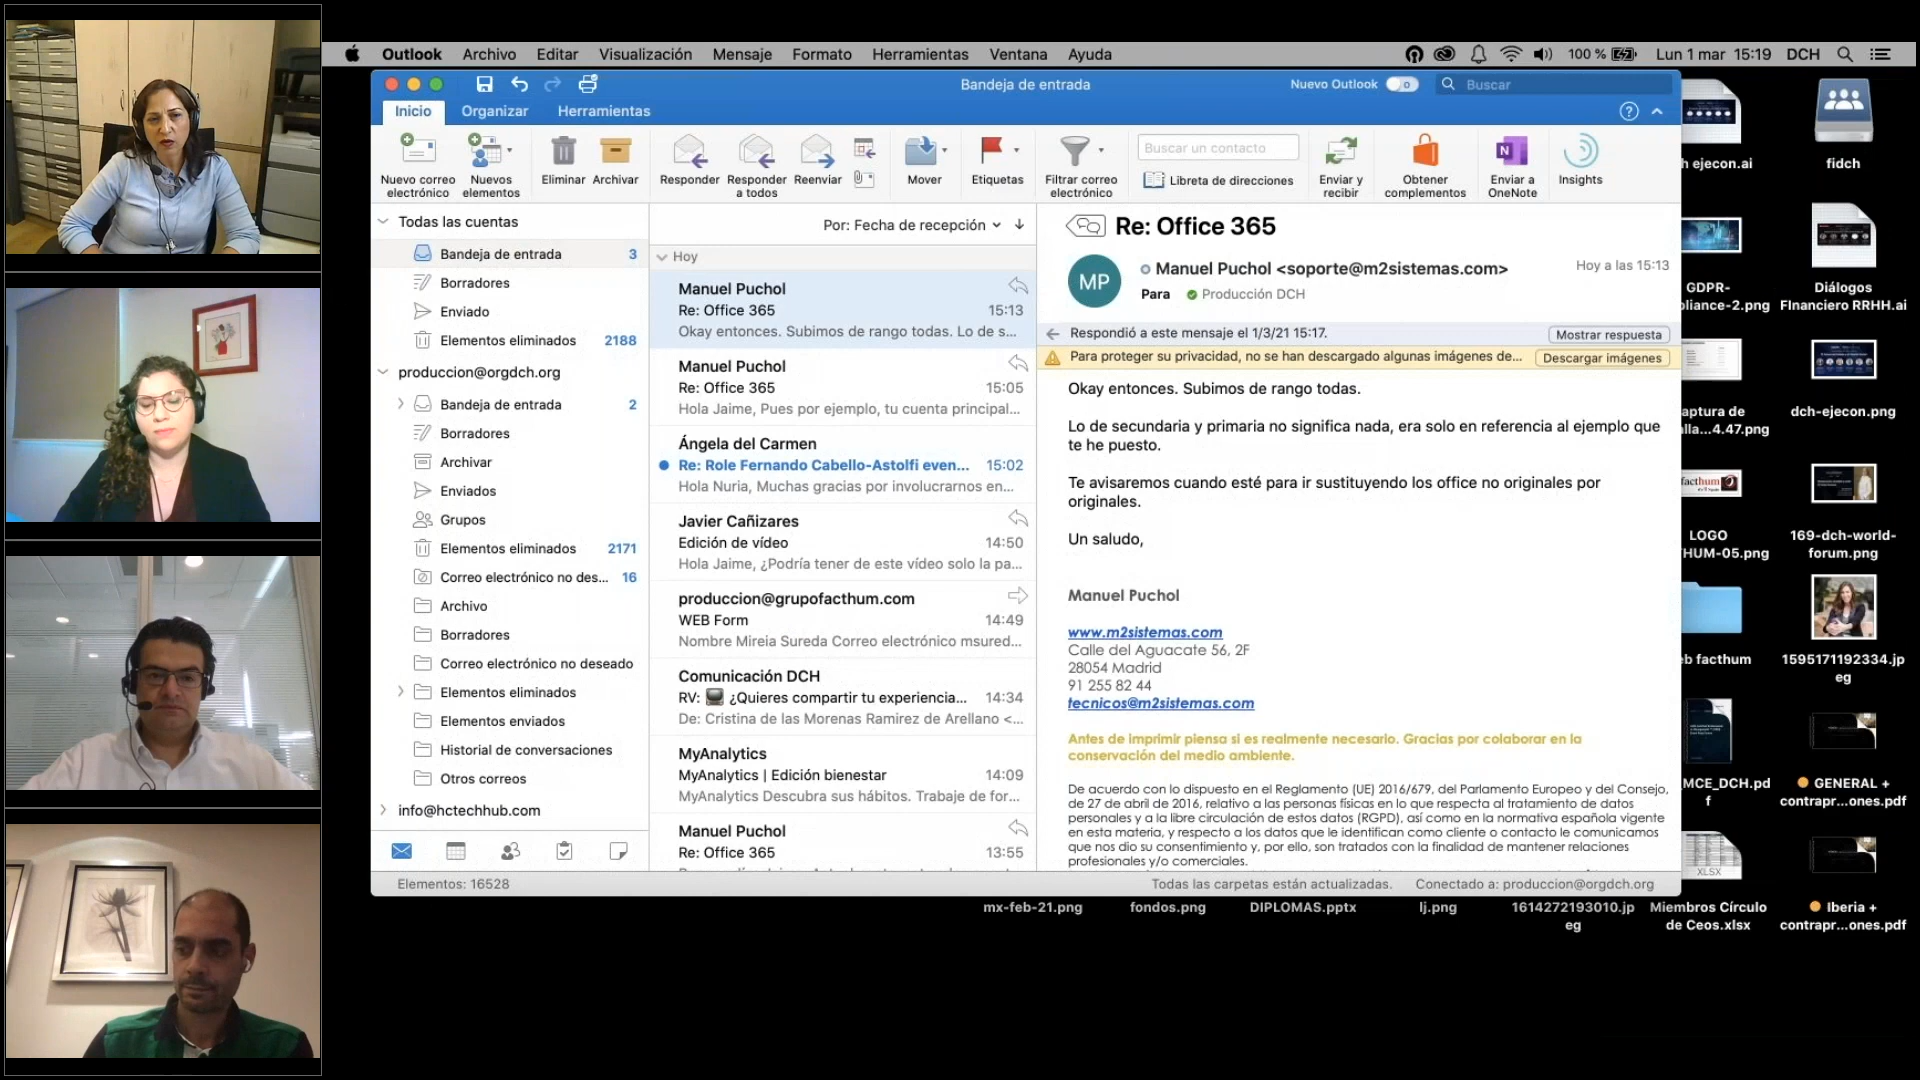 Outlook Archivo Editar Visualización Mensaje Formato Herramientas Ventana Ayuda 100 % Lun 1 mar 15:19 DCH
Bandeja de entrada Nuevo Outlook Buscar
Inicio Organizar Herramientas
Nuevo correo electrónico
Nuevos elementos
Eliminar
Archivar
Responder
Responder a todos
Reenviar
Mover
Etiquetas
Filtrar correo electrónico
Buscar un contacto
Libreta de direcciones
Enviar y recibir
Obtener complementos
Enviar a OneNote
Insights
Todas las cuentas
Bandeja de entrada 3
Borradores
Enviado
Elementos eliminados 2188
produccion@orgdch.org
Bandeja de entrada 2
Borradores
Archivar
Enviados
Grupos
Elementos eliminados 2171
Correo electrónico no des... 16
Archivo
Borradores
Correo electrónico no deseado
Elementos eliminados
Elementos enviados
Historial de conversaciones
Otros correos
info@hctechhub.com
Elementos: 16528
Por: Fecha de recepción
Hoy
Manuel Puchol
Re: Office 365 15:13
Okay entonces. Subimos de rango todas. Lo de s...
Manuel Puchol
Re: Office 365 15:05
Hola Jaime, Pues por ejemplo, tu cuenta principal...
Ángela del Carmen
Re: Role Fernando Cabello-Astolfi even... 15:02
Hola Nuria, Muchas gracias por involucrarnos en...
Javier Cañizares
Edición de vídeo 14:50
Hola Jaime, ¿Podría tener de este vídeo solo la pa...
produccion@grupofacthum.com
WEB Form 14:49
Nombre Mireia Sureda Correo electrónico msured...
Comunicación DCH
RV: ¿Quieres compartir tu experiencia... 14:34
De: Cristina de las Morenas Ramirez de Arellano <...
MyAnalytics
MyAnalytics | Edición bienestar 14:09
MyAnalytics Descubra sus hábitos. Trabaje de for...
Manuel Puchol
Re: Office 365 13:55
Re: Office 365
MP
Manuel Puchol <soporte@m2sistemas.com> Hoy a las 15:13
Para Producción DCH
Respondió a este mensaje el 1/3/21 15:17. Mostrar respuesta
Para proteger su privacidad, no se han descargado algunas imágenes de... Descargar imágenes
Okay entonces. Subimos de rango todas.
Lo de secundaria y primaria no significa nada, era solo en referencia al ejemplo que
te he puesto.
Te avisaremos cuando esté para ir sustituyendo los office no originales por
originales.
Un saludo,
Manuel Puchol
www.m2sistemas.com
Calle del Aguacate 56, 2F
28054 Madrid
91 255 82 44
tecnicos@m2sistemas.com
Antes de imprimir piensa si es realmente necesario. Gracias por colaborar en la
conservación del medio ambiente.
De acuerdo con lo dispuesto en el Reglamento (UE) 2016/679, del Parlamento Europeo y del Consejo,
de 27 de abril de 2016, relativo a las personas físicas en lo que respecta al tratamiento de datos
personales y a la libre circulación de estos datos (RGPD), así como en la normativa española vigente
en esta materia, y respecto a los datos que le identifican como cliente o contacto le comunicamos
que nos dio su consentimiento y, por ello, son tratados con la finalidad de mantener relaciones
profesionales y/o comerciales.
Todas las carpetas están actualizadas. Conectado a: produccion@orgdch.org
h ejecon.ai
fidch
GDPR-
pliance-2.png
Diálogos
FInanciero RRHH.ai
aptura de
lla...4.47.png
dch-ejecon.png
facthum
LOGO
HUM-05.png
169-dch-world-
forum.png
eb facthum
1595171192334.jp
eg
MCE_DCH.pd
f
GENERAL +
contrapr...ones.pdf
XLSX
mx-feb-21.png
fondos.png
DIPLOMAS.pptx
lj.png
1614272193010.jp
eg
Miembros Círculo
de Ceos.xlsx
Iberia +
contrapr...ones.pdf